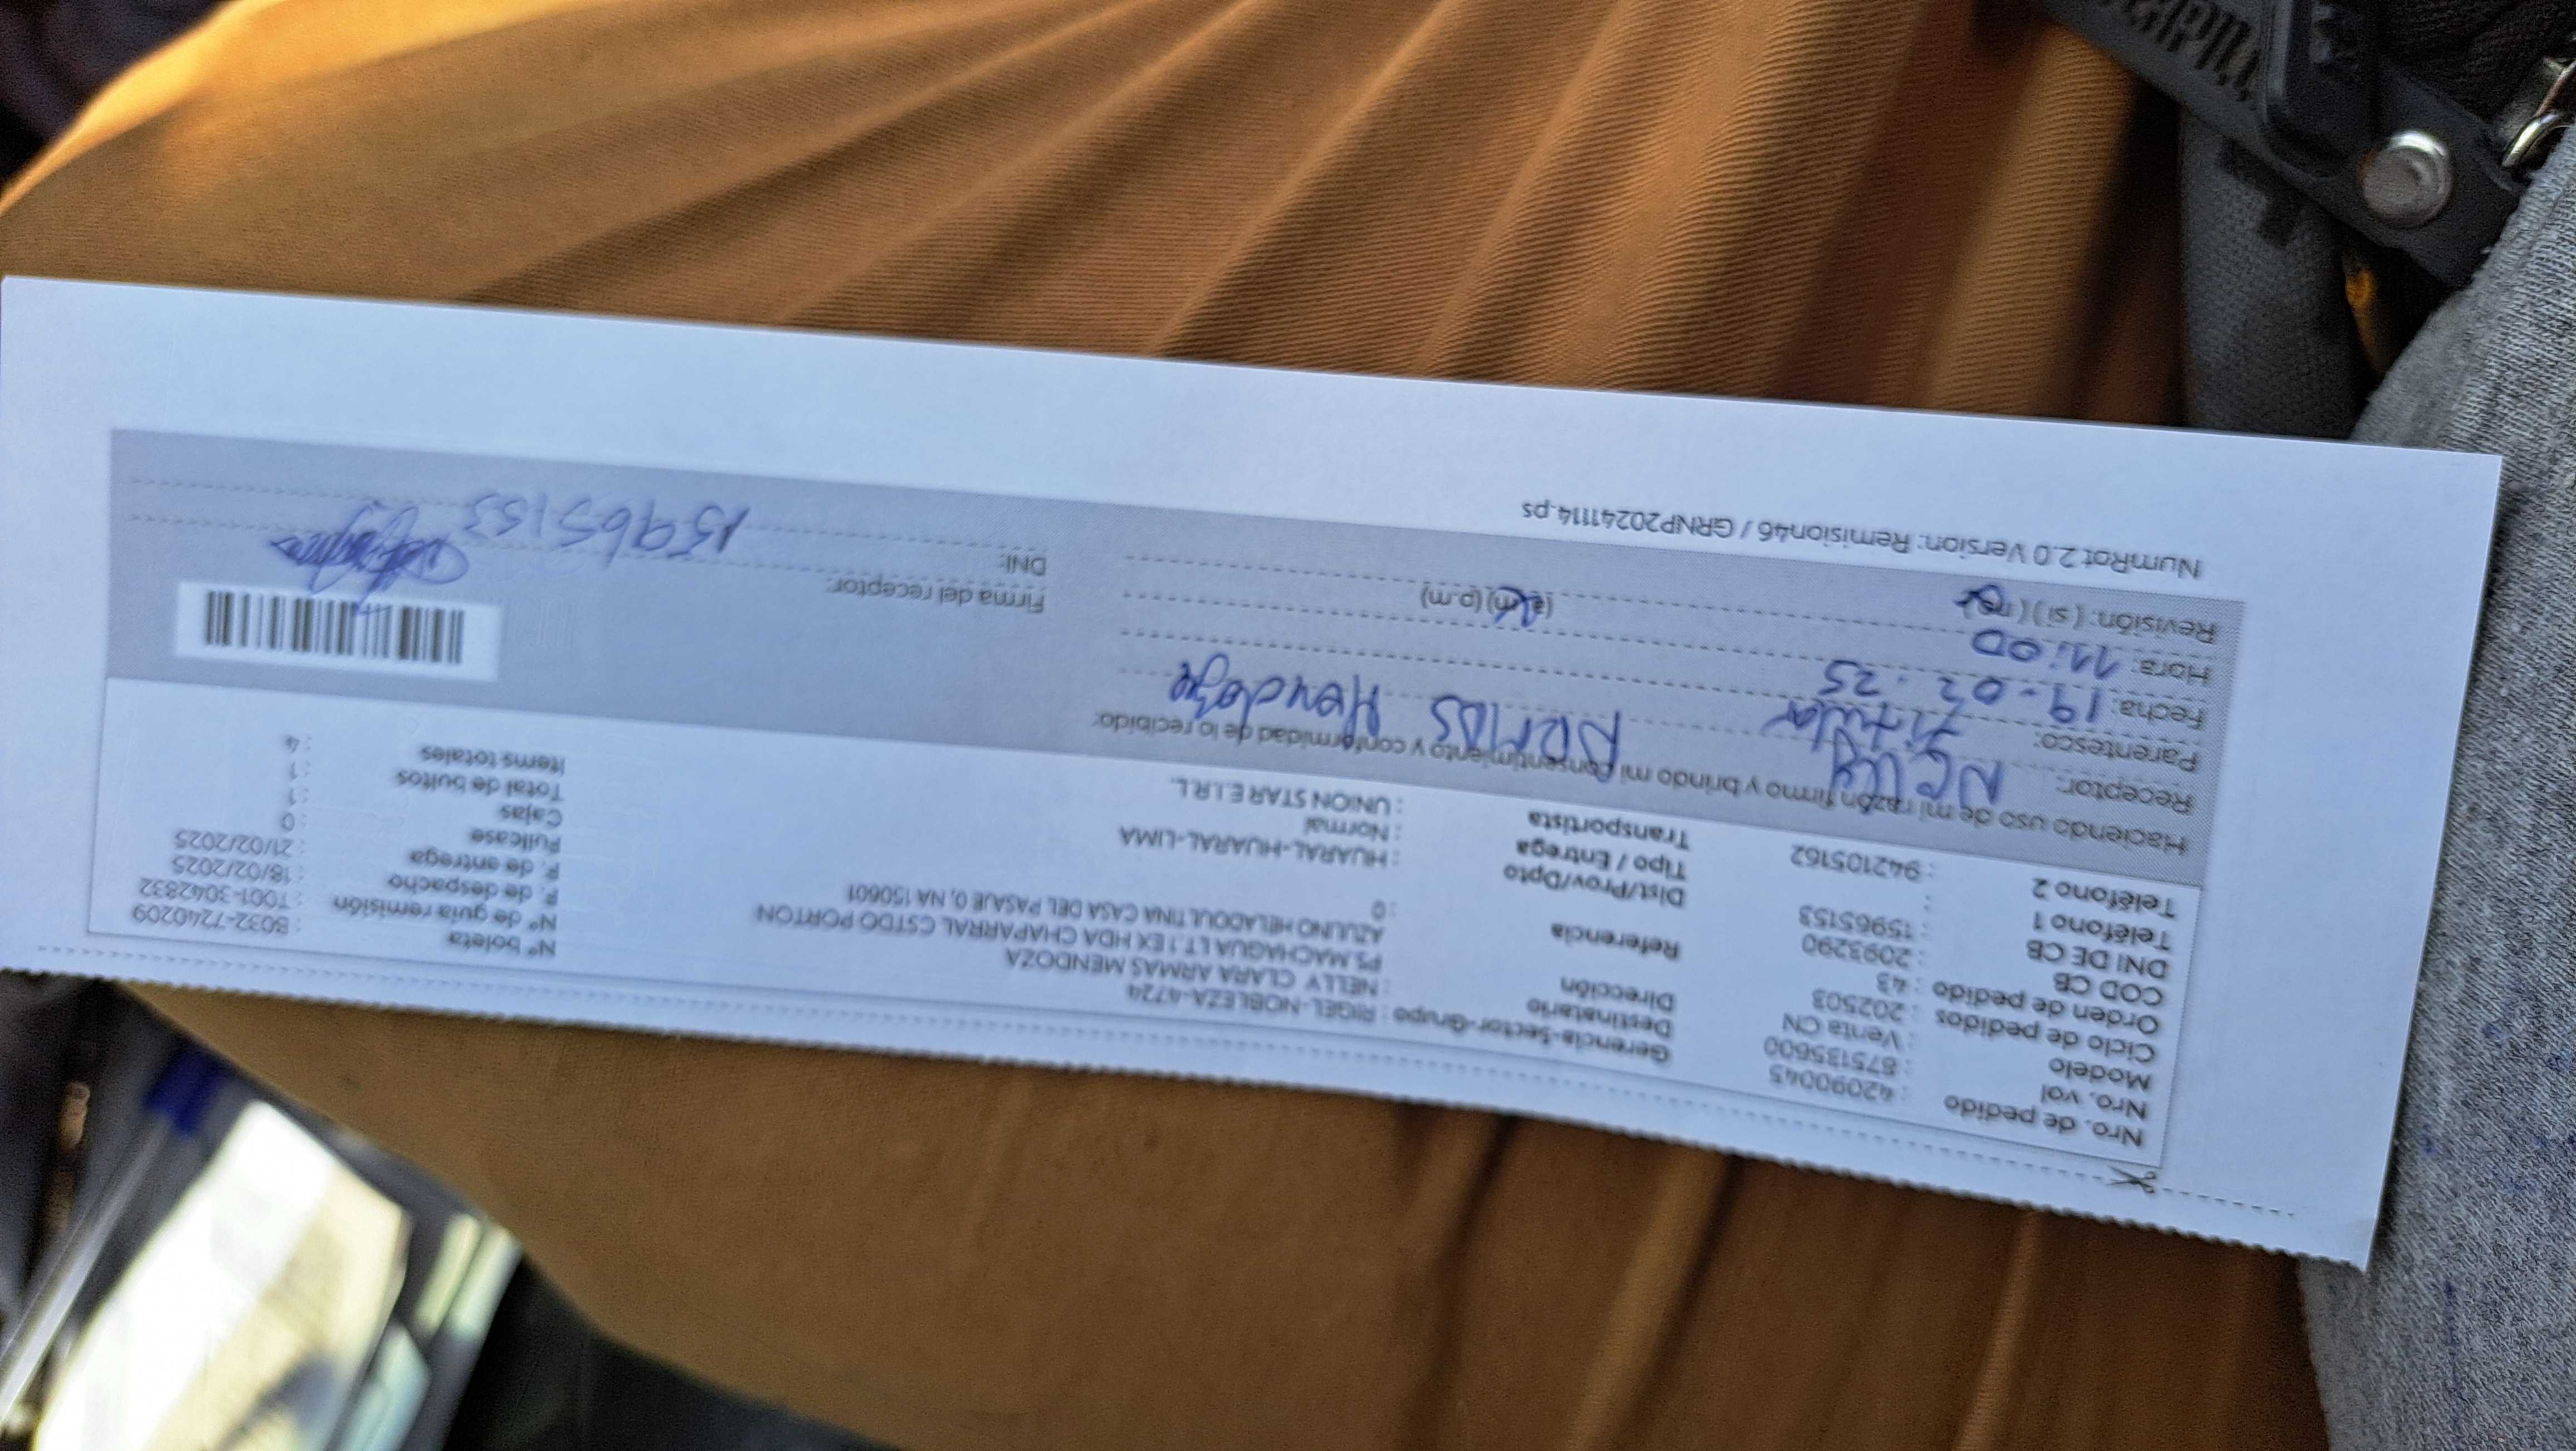 Nro. de pedido : 42090045
Nro. vol : 875135600
Modelo : Venta CN
Ciclo de pedidos : 202503
Orden de pedido : 43
COD CB : 2093290
DNI DE CB : 15965153
Teléfono 1 :
Teléfono 2 : 942105162
Gerencia-Sector-Grupo : RIGEL-NOBLEZA-4724
Destinatario : NELLY CLARA ARMAS MENDOZA
Dirección PS.MACHAGUA LT.1 EX HDA CHAPARRAL CSTDO PORTON
AZULINO HELADOULTINA CASA DEL PASAJE 0, NA 150601
Referencia : 0
Dist/Prov/Dpto : HUARAL-HUARAL-LIMA
Tipo / Entrega : Normal
Transportista : UNION STAR E.I.R.L.
N° boleta : B032-7240209
N° de guía remisión : T001-3042832
F. de despacho : 18/02/2025
F. de entrega : 21/02/2025
Fullcase : 0
Cajas : 1
Total de bultos : 1
Items totales : 4
Haciendo uso de mi razón firmo y brindo mi consentimiento y conformidad de lo recibido:
Receptor: Nelly ARMAS Mendoza
Parentesco: Titular
Fecha: 19.02.25
Hora: 11:00 (a.m) (p.m)
Revisión: ( si ) ( no )
Firma del receptor:
DNI: 15965153
NumRot 2.0 Version: Remision46 / GRNP20241114.ps